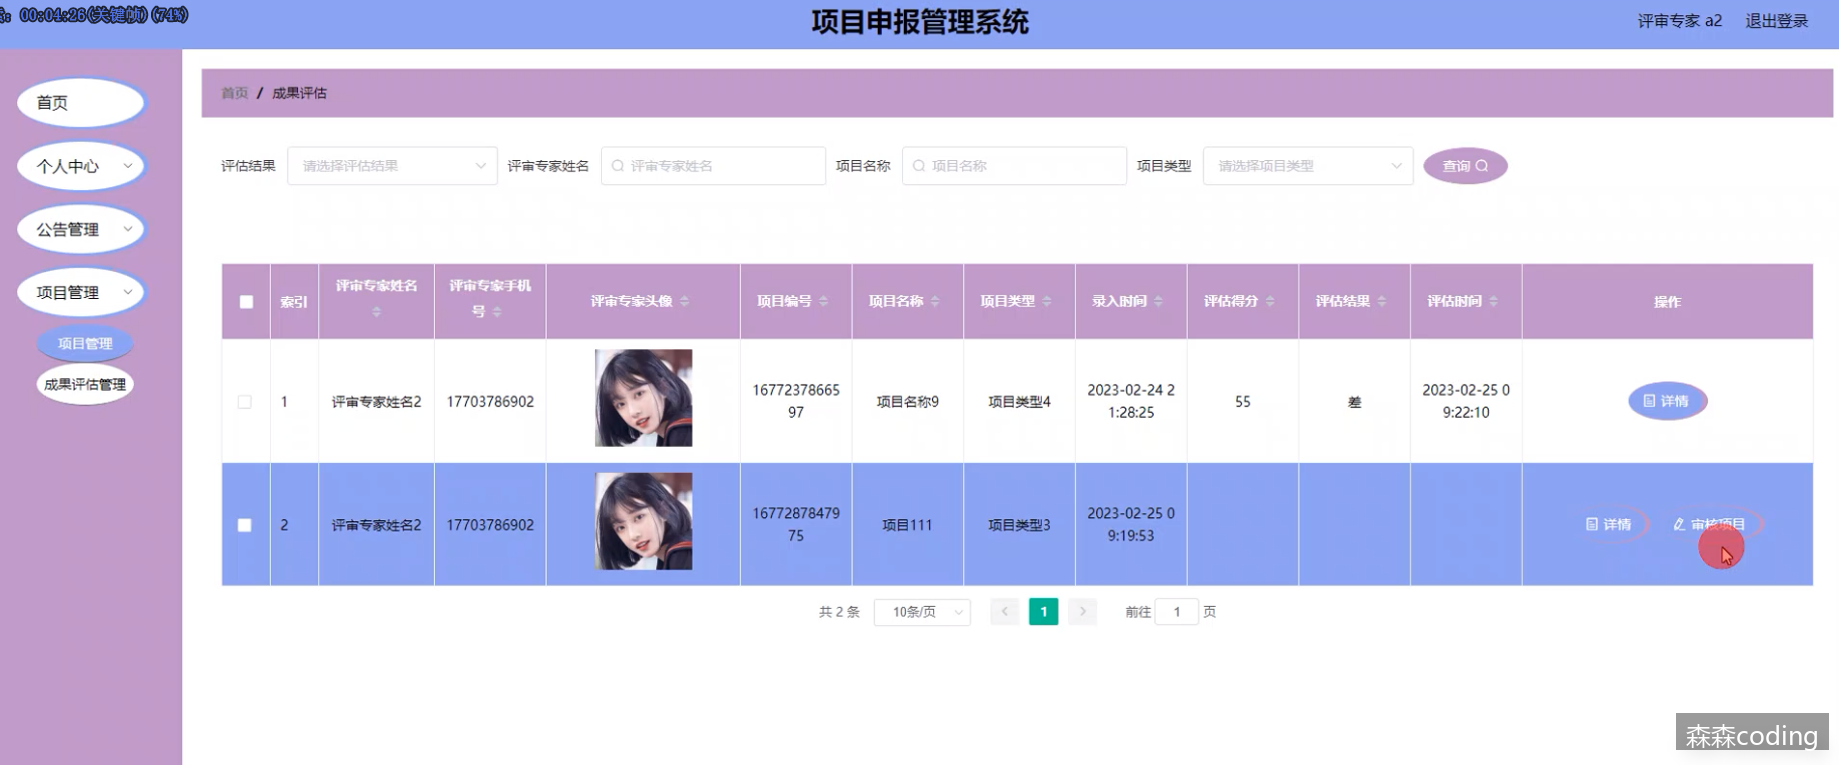 : 00:04:26(关键帧)(74%)
项目申报管理系统
评审专家 a2 退出登录
首页
个人中心
公告管理
项目管理
项目管理
成果评估管理
首页 / 成果评估
评估结果 请选择评估结果 评审专家姓名 评审专家姓名 项目名称 项目名称 项目类型 请选择项目类型 查询
索引 评审专家姓名 评审专家手机号 评审专家头像 项目编号 项目名称 项目类型 录入时间 评估得分 评估结果 评估时间 操作
1 评审专家姓名2 17703786902 1677237866597 项目名称9 项目类型4 2023-02-24 21:28:25 55 差 2023-02-25 09:22:10 详情
2 评审专家姓名2 17703786902 1677287847975 项目111 项目类型3 2023-02-25 09:19:53 详情 审核项目
共 2 条 10条/页 1 前往 1 页
森森coding